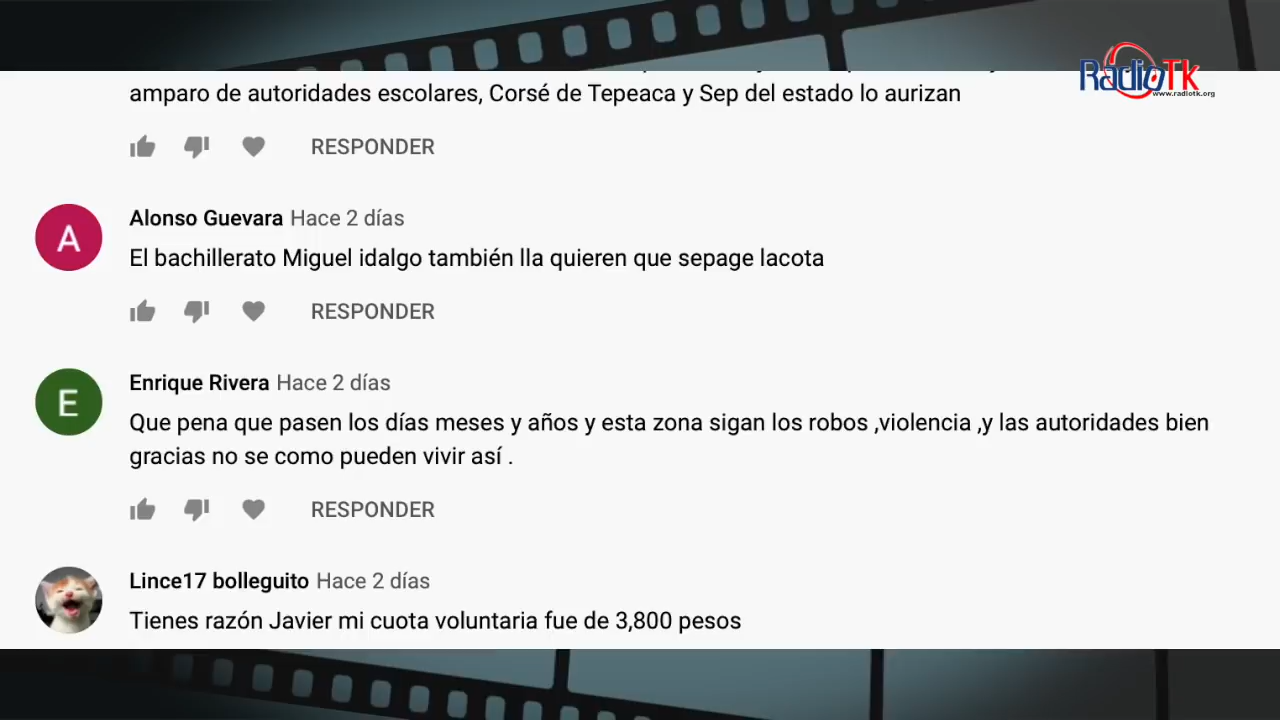 RadioTk
www.radiotk.org
amparo de autoridades escolares, Corsé de Tepeaca y Sep del estado lo aurizan
RESPONDER
A
Alonso Guevara Hace 2 días
El bachillerato Miguel idalgo también lla quieren que sepage lacota
RESPONDER
E
Enrique Rivera Hace 2 días
Que pena que pasen los días meses y años y esta zona sigan los robos ,violencia ,y las autoridades bien
gracias no se como pueden vivir así .
RESPONDER
Lince17 bolleguito Hace 2 días
Tienes razón Javier mi cuota voluntaria fue de 3,800 pesos